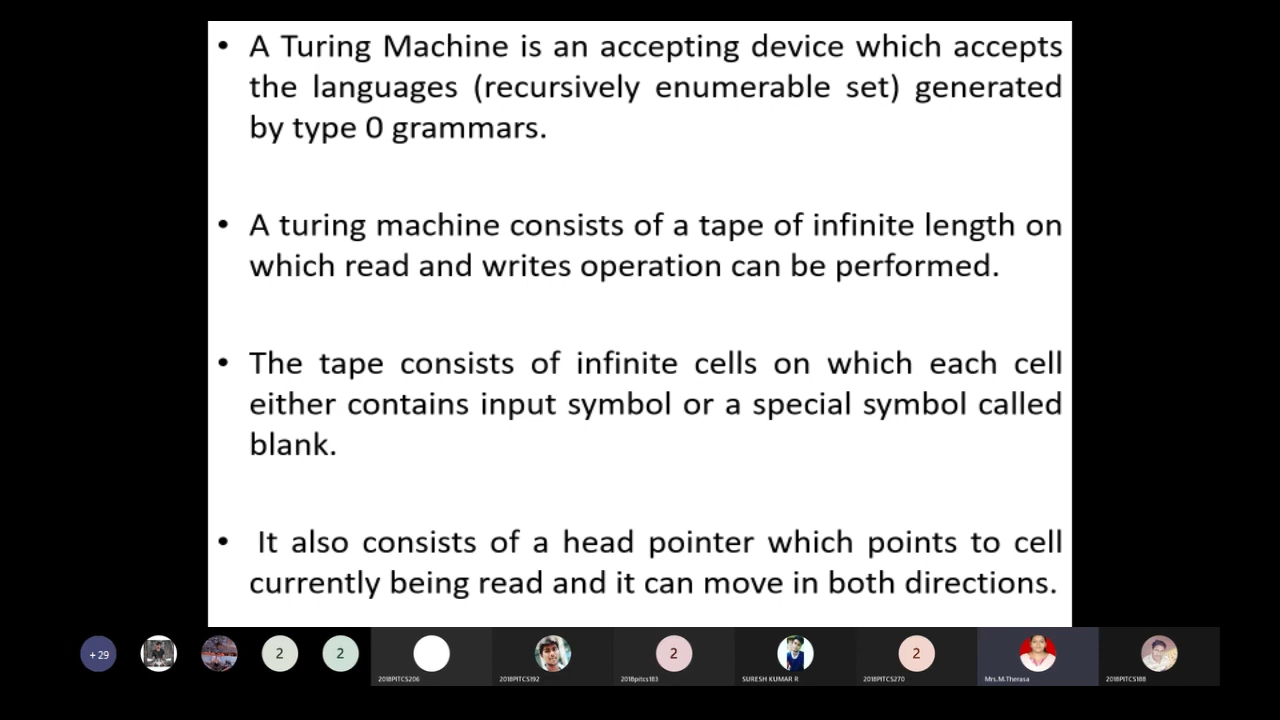 • A Turing Machine is an accepting device which accepts
the languages (recursively enumerable set) generated
by type 0 grammars.
• A turing machine consists of a tape of infinite length on
which read and writes operation can be performed.
• The tape consists of infinite cells on which each cell
either contains input symbol or a special symbol called
blank.
• It also consists of a head pointer which points to cell
currently being read and it can move in both directions.
+ 29 2 2 2 2
2018PITCS206 2018PITCS192 2018pitcs183 SURESH KUMAR R 2018PITCS270 Mrs.M.Therasa 2018PITCS188